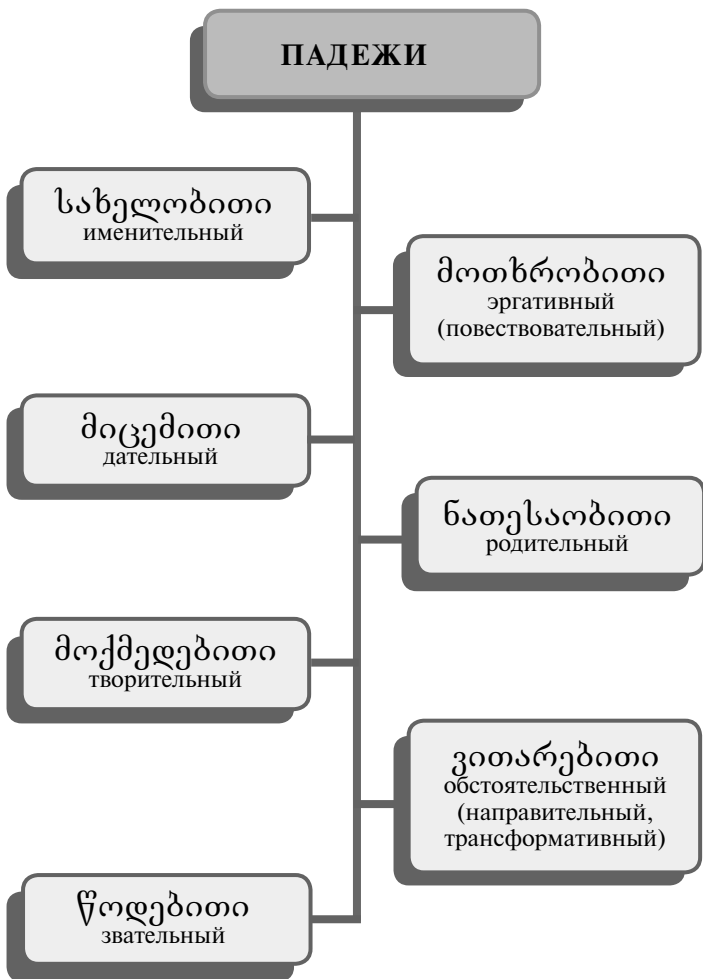 ПАДЕЖИ
სახელობითი
именительный
მოთხრობითი
эргативный
(повествовательный)
მიცემითი
дательный
ნათესაობითი
родительный
მოქმედებითი
творительный
ვითარებითი
обстоятельственный
(направительный,
трансформативный)
წოდებითი
звательный